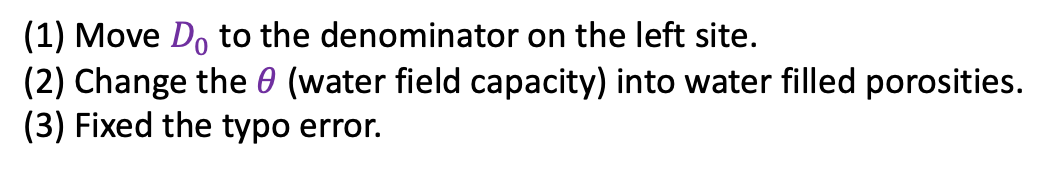 (1) Move D₀ to the denominator on the left site.
(2) Change the θ (water field capacity) into water filled porosities.
(3) Fixed the typo error.